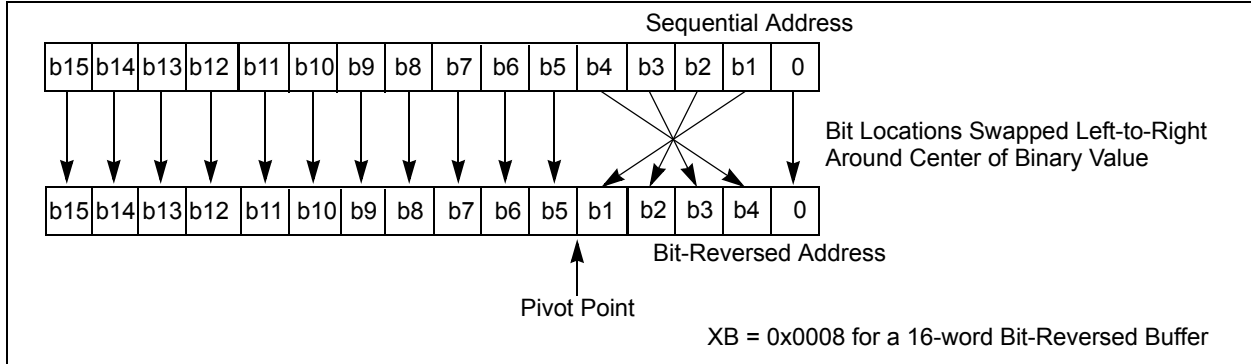 Sequential Address
b15 b14 b13 b12 b11 b10 b9 b8 b7 b6 b5 b4 b3 b2 b1 0
Bit Locations Swapped Left-to-Right
Around Center of Binary Value
b15 b14 b13 b12 b11 b10 b9 b8 b7 b6 b5 b1 b2 b3 b4 0
Bit-Reversed Address
Pivot Point
XB = 0x0008 for a 16-word Bit-Reversed Buffer